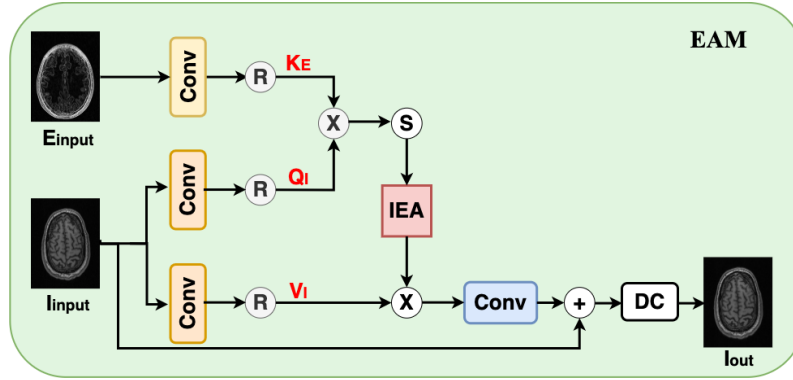 EAM
Conv
R
KE
X
S
Einput
Conv
R
QI
IEA
Iinput
Conv
R
VI
X
Conv
+
DC
Iout